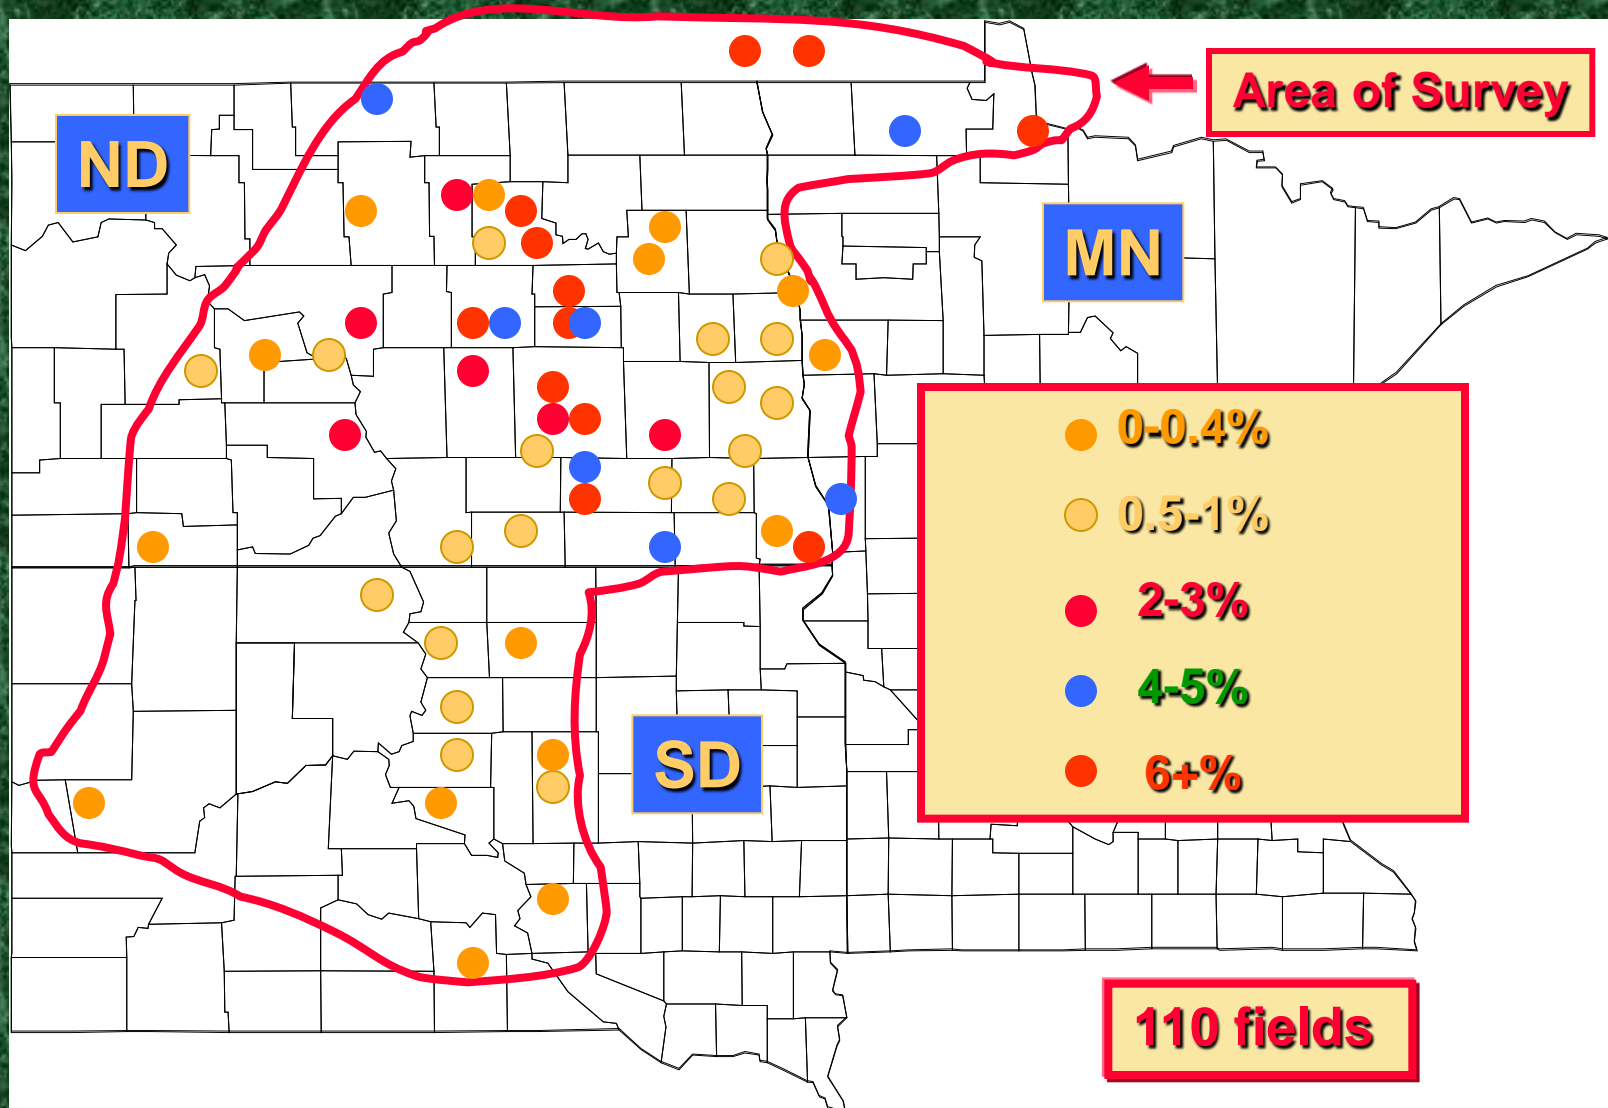 Area of Survey
ND
MN
0-0.4%
0.5-1%
2-3%
4-5%
6+%
SD
110 fields